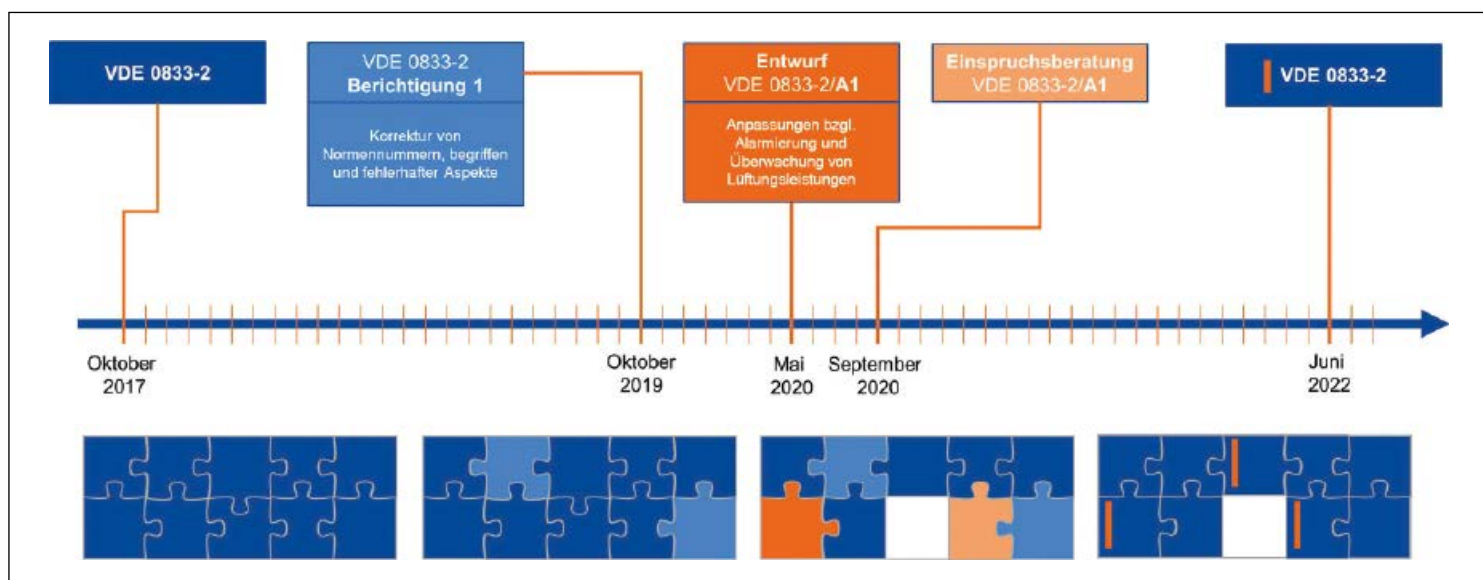 VDE 0833-2
VDE 0833-2
Berichtigung 1
Korrektur von
Normennummern, begriffen
und fehlerhafter Aspekte
Entwurf
VDE 0833-2/A1
Anpassungen bzgl.
Alarmierung und
Überwachung von
Lüftungsleistungen
Einspruchsberatung
VDE 0833-2/A1
VDE 0833-2
Oktober
2017
Oktober
2019
Mai
2020
September
2020
Juni
2022